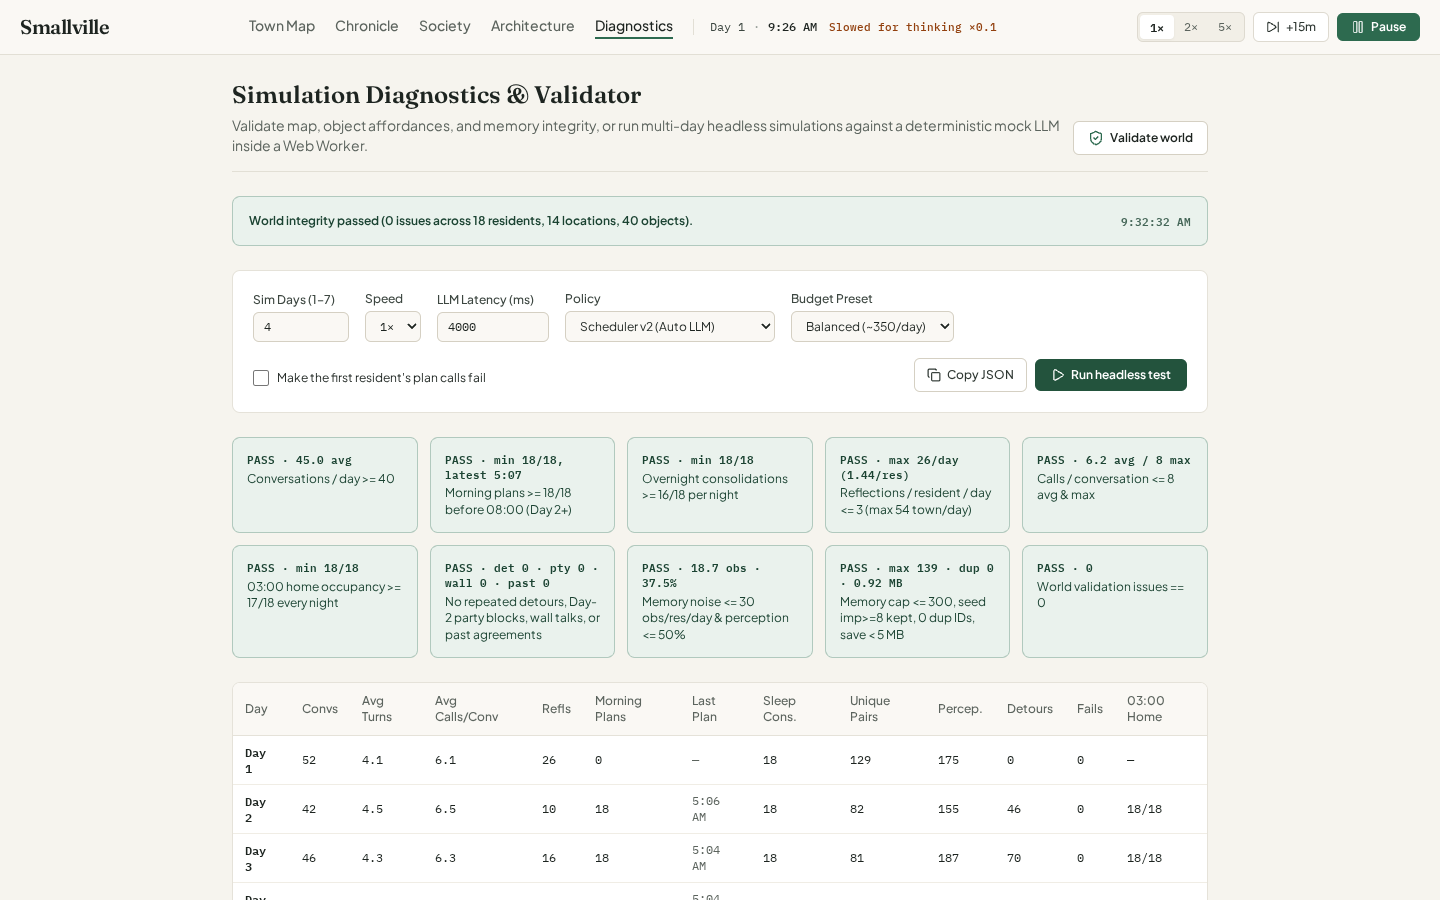 Smallville
Town Map Chronicle Society Architecture Diagnostics Day 1 · 9:26 AM Slowed for thinking ×0.1 1× 2× 5× +15m Pause
Simulation Diagnostics & Validator
Validate map, object affordances, and memory integrity, or run multi-day headless simulations against a deterministic mock LLM
inside a Web Worker.
Validate world
World integrity passed (0 issues across 18 residents, 14 locations, 40 objects). 9:32:32 AM
Sim Days (1–7) Speed LLM Latency (ms) Policy Budget Preset
4 1× 4000 Scheduler v2 (Auto LLM) Balanced (~350/day)
Make the first resident's plan calls fail Copy JSON Run headless test
PASS · 45.0 avg
Conversations / day >= 40
PASS · min 18/18,
latest 5:07
Morning plans >= 18/18
before 08:00 (Day 2+)
PASS · min 18/18
Overnight consolidations
>= 16/18 per night
PASS · max 26/day
(1.44/res)
Reflections / resident / day
<= 3 (max 54 town/day)
PASS · 6.2 avg / 8 max
Calls / conversation <= 8
avg & max
PASS · min 18/18
03:00 home occupancy >=
17/18 every night
PASS · det 0 · pty 0 ·
wall 0 · past 0
No repeated detours, Day-
2 party blocks, wall talks, or
past agreements
PASS · 18.7 obs ·
37.5%
Memory noise <= 30
obs/res/day & perception
<= 50%
PASS · max 139 · dup 0
· 0.92 MB
Memory cap <= 300, seed
imp>=8 kept, 0 dup IDs,
save < 5 MB
PASS · 0
World validation issues ==
0
Day Convs Avg Turns Avg Calls/Conv Refls Morning Plans Last Plan Sleep Cons. Unique Pairs Percep. Detours Fails 03:00 Home
Day 1 52 4.1 6.1 26 0 — 18 129 175 0 0 —
Day 2 42 4.5 6.5 10 18 5:06 AM 18 82 155 46 0 18/18
Day 3 46 4.3 6.3 16 18 5:04 AM 18 81 187 70 0 18/18
Day 5:04